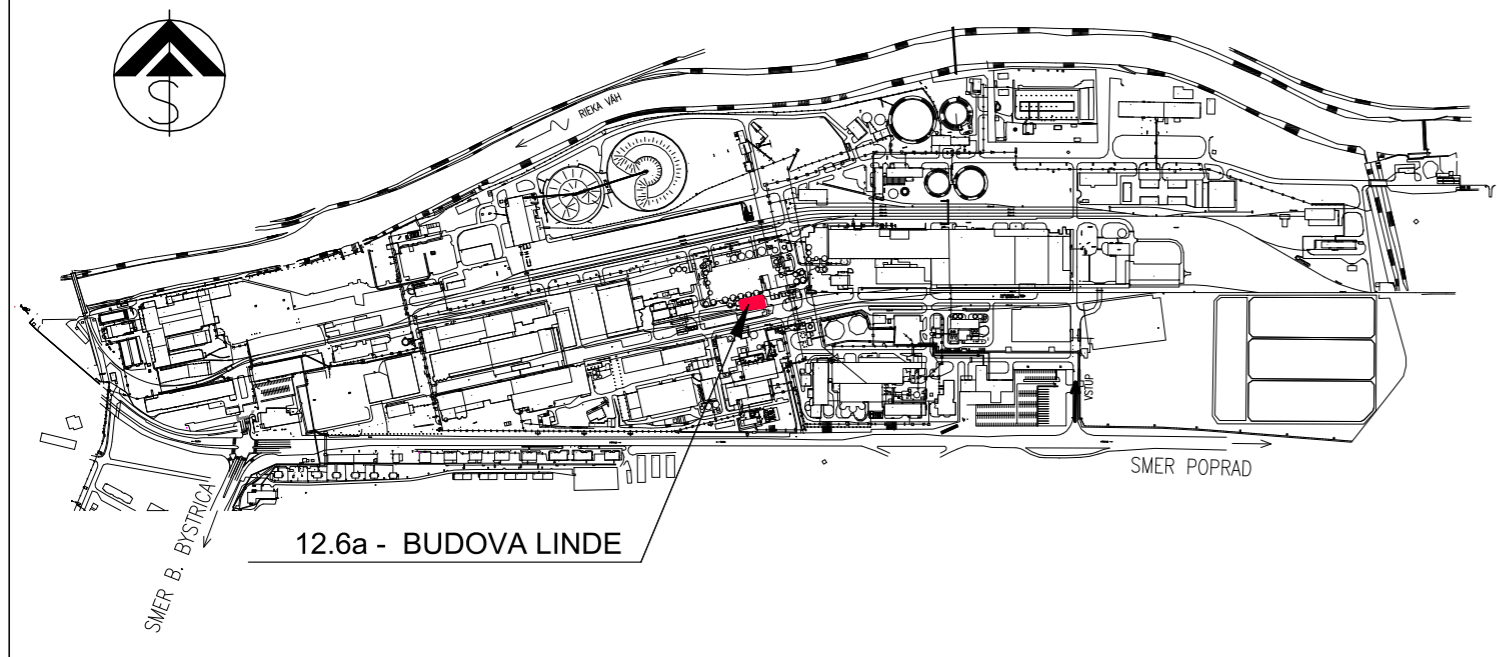 S
RIEKA VÁH
VSTUP
SMER POPRAD
12.6a - BUDOVA LINDE
SMER B. BYSTRICA